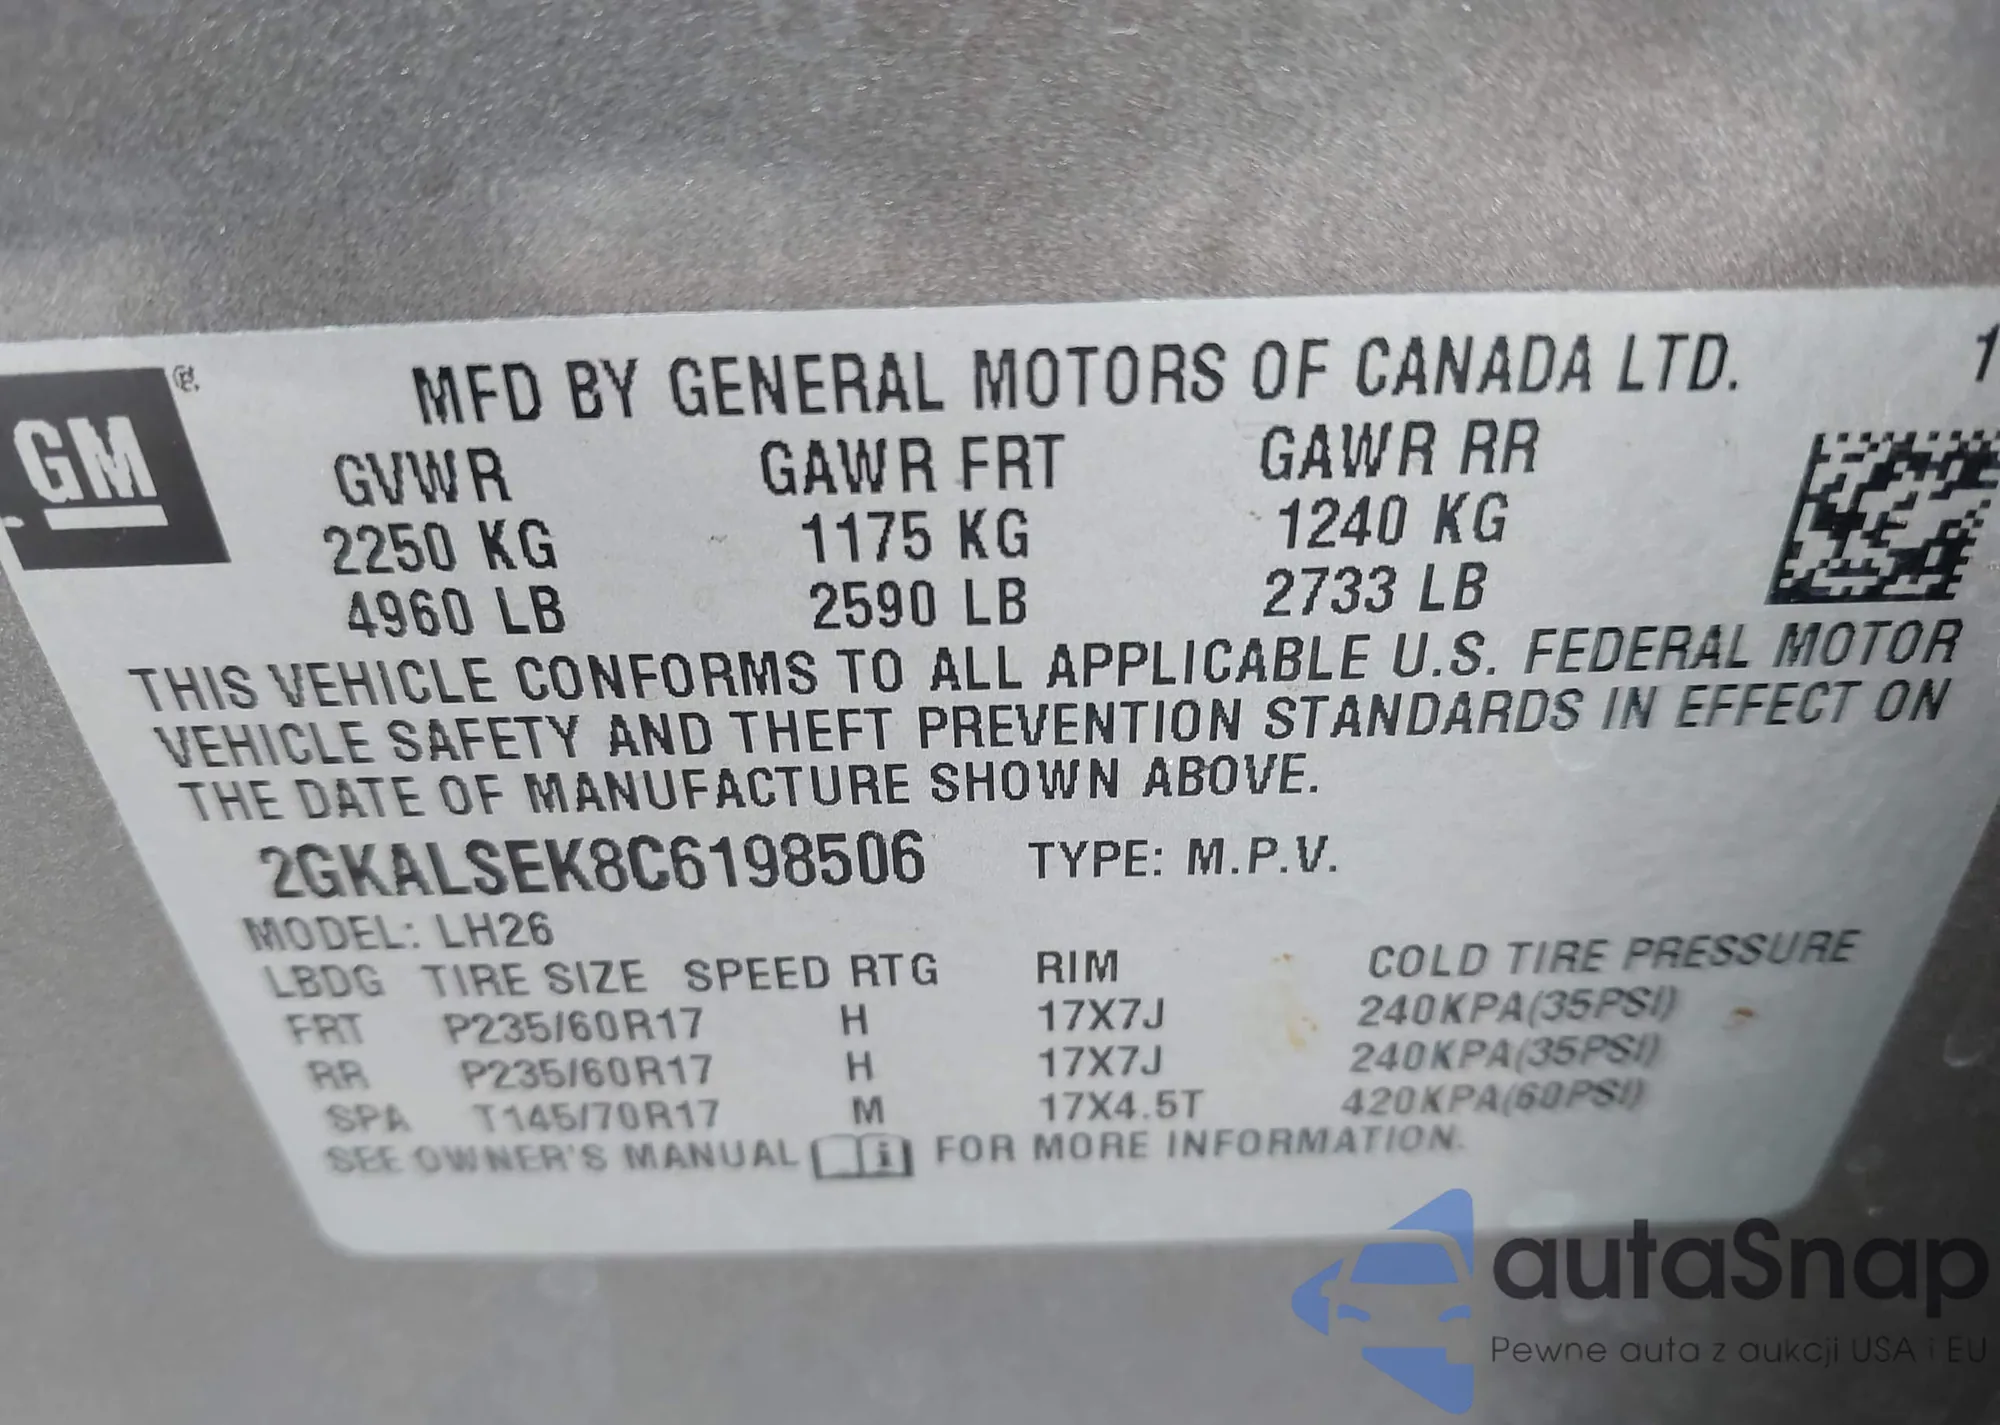 MFD BY GENERAL MOTORS OF CANADA LTD. 1
GM
GVWR GAWR FRT GAWR RR
2250 KG 1175 KG 1240 KG
4960 LB 2590 LB 2733 LB
THIS VEHICLE CONFORMS TO ALL APPLICABLE U.S. FEDERAL MOTOR
VEHICLE SAFETY AND THEFT PREVENTION STANDARDS IN EFFECT ON
THE DATE OF MANUFACTURE SHOWN ABOVE.
2GKALSEK8C6198506 TYPE: M.P.V.
MODEL: LH26
LBDG TIRE SIZE SPEED RTG RIM COLD TIRE PRESSURE
FRT P235/60R17 H 17X7J 240KPA(35PSI)
RR P235/60R17 H 17X7J 240KPA(35PSI)
SPA T145/70R17 M 17X4.5T 420KPA(60PSI)
SEE OWNER'S MANUAL i FOR MORE INFORMATION.
autaSnap
Pewne auta z aukcji USA i EU